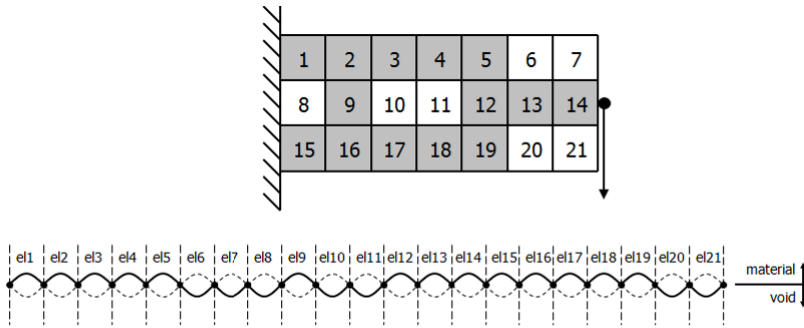 1 2 3 4 5 6 7
8 9 10 11 12 13 14
15 16 17 18 19 20 21
el1 el2 el3 el4 el5 el6 el7 el8 el9 el10 el11 el12 el13 el14 el15 el16 el17 el18 el19 el20 el21
material
void